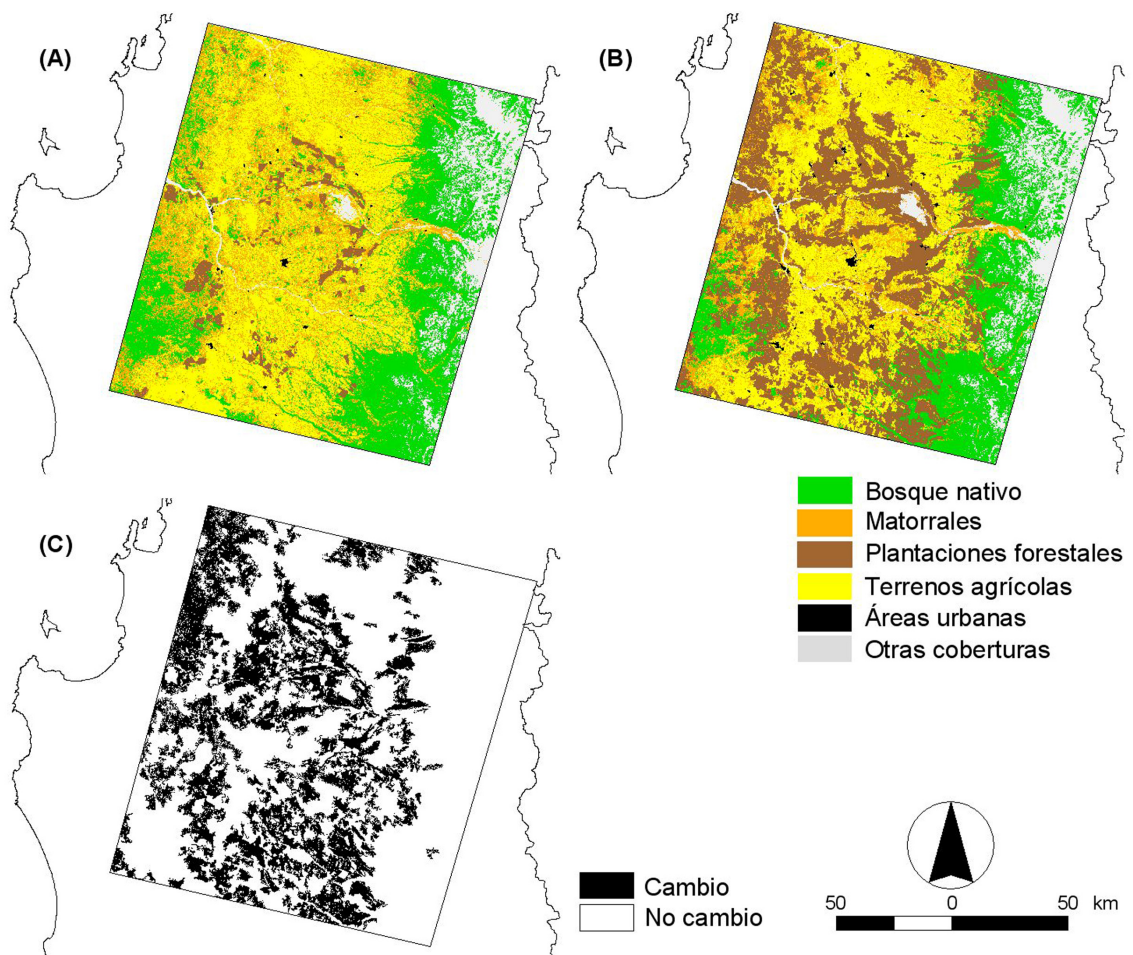 (A)
(B)
Bosque nativo
Matorrales
Plantaciones forestales
Terrenos agrícolas
Áreas urbanas
Otras coberturas
(C)
Cambio
No cambio
50 0 50 km